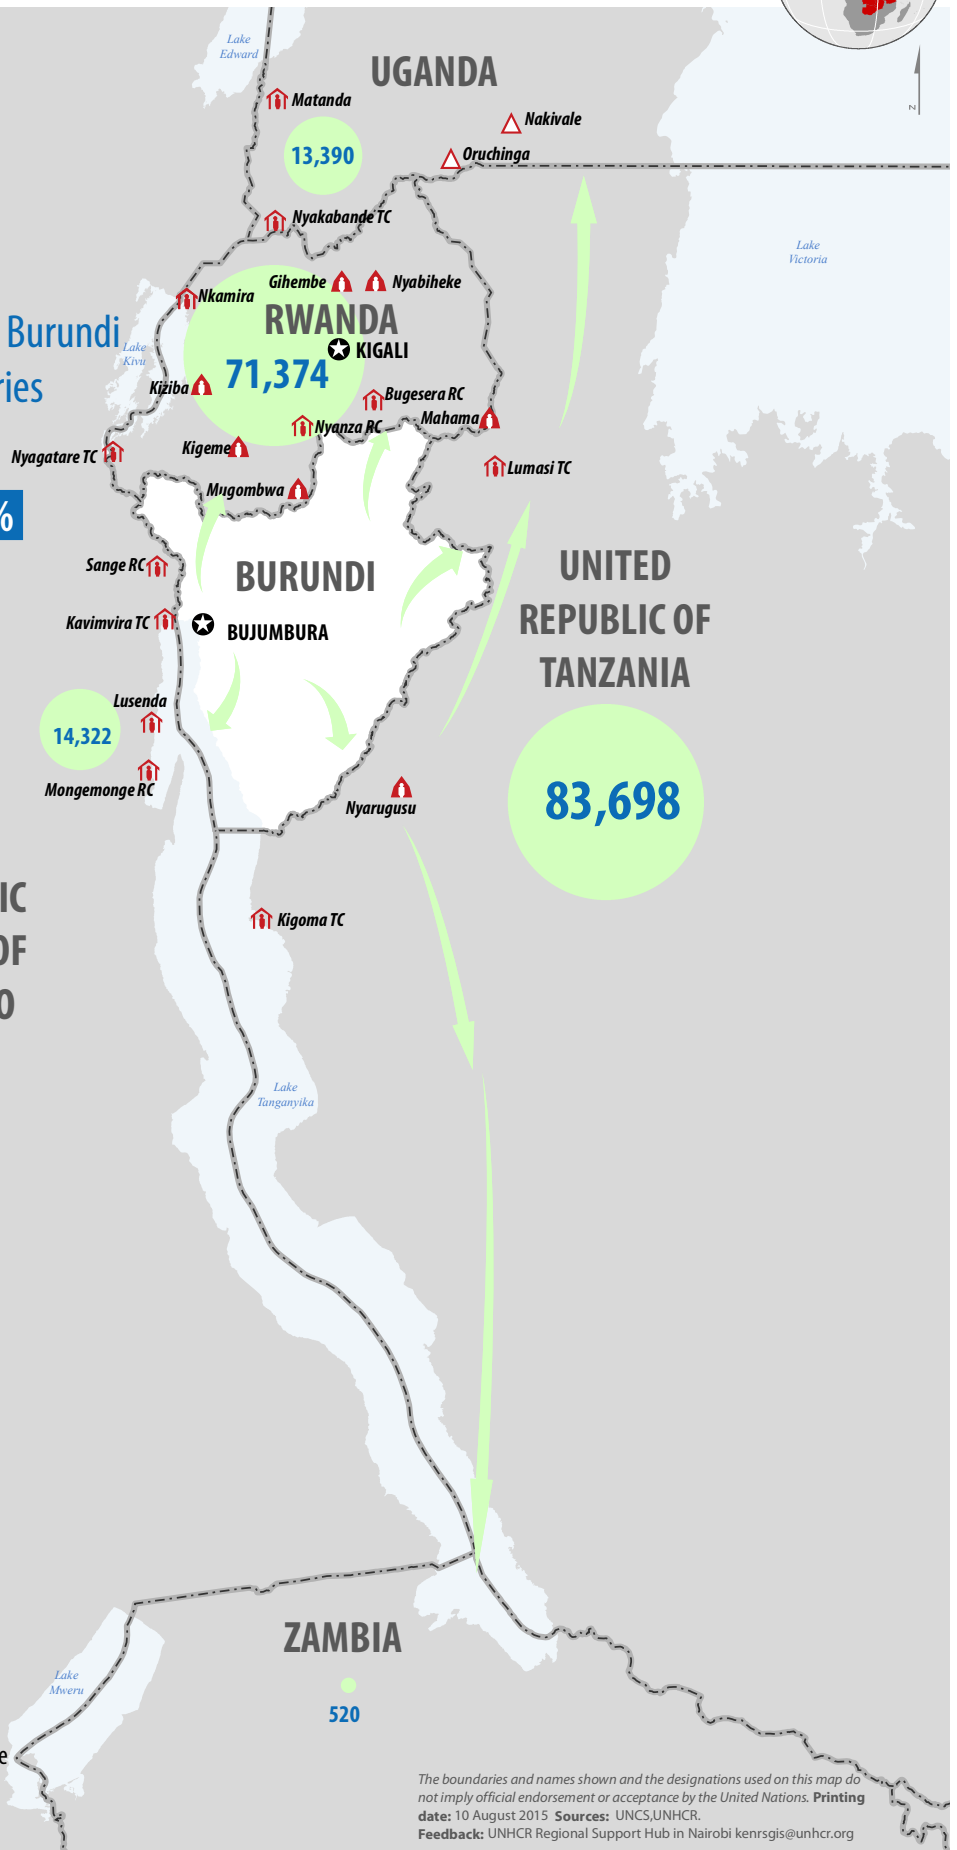 Lake
Edward
UGANDA
Matanda
Nakivale
13,390
Oruchinga
N
Nyakabande TC
Lake
Victoria
Gihembe
Nyabiheke
Nkamira
RWANDA
Burundi
Lake
Kivu
KIGALI
ries
71,374
Kiziba
Bugesera RC
Mahama
Nyanza RC
Kigeme
Nyagatare TC
Lumasi TC
Mugombwa
%
Sange RC
BURUNDI
UNITED
REPUBLIC OF
TANZANIA
Kavimvira TC
BUJUMBURA
Lusenda
14,322
Mongemonge RC
83,698
Nyarugusu
IC
OF
O
Kigoma TC
Lake
Tanganyika
ZAMBIA
Lake
Mweru
520
e
The boundaries and names shown and the designations used on this map do
not imply official endorsement or acceptance by the United Nations. Printing
date: 10 August 2015 Sources: UNCS,UNHCR.
Feedback: UNHCR Regional Support Hub in Nairobi kenrsgis@unhcr.org